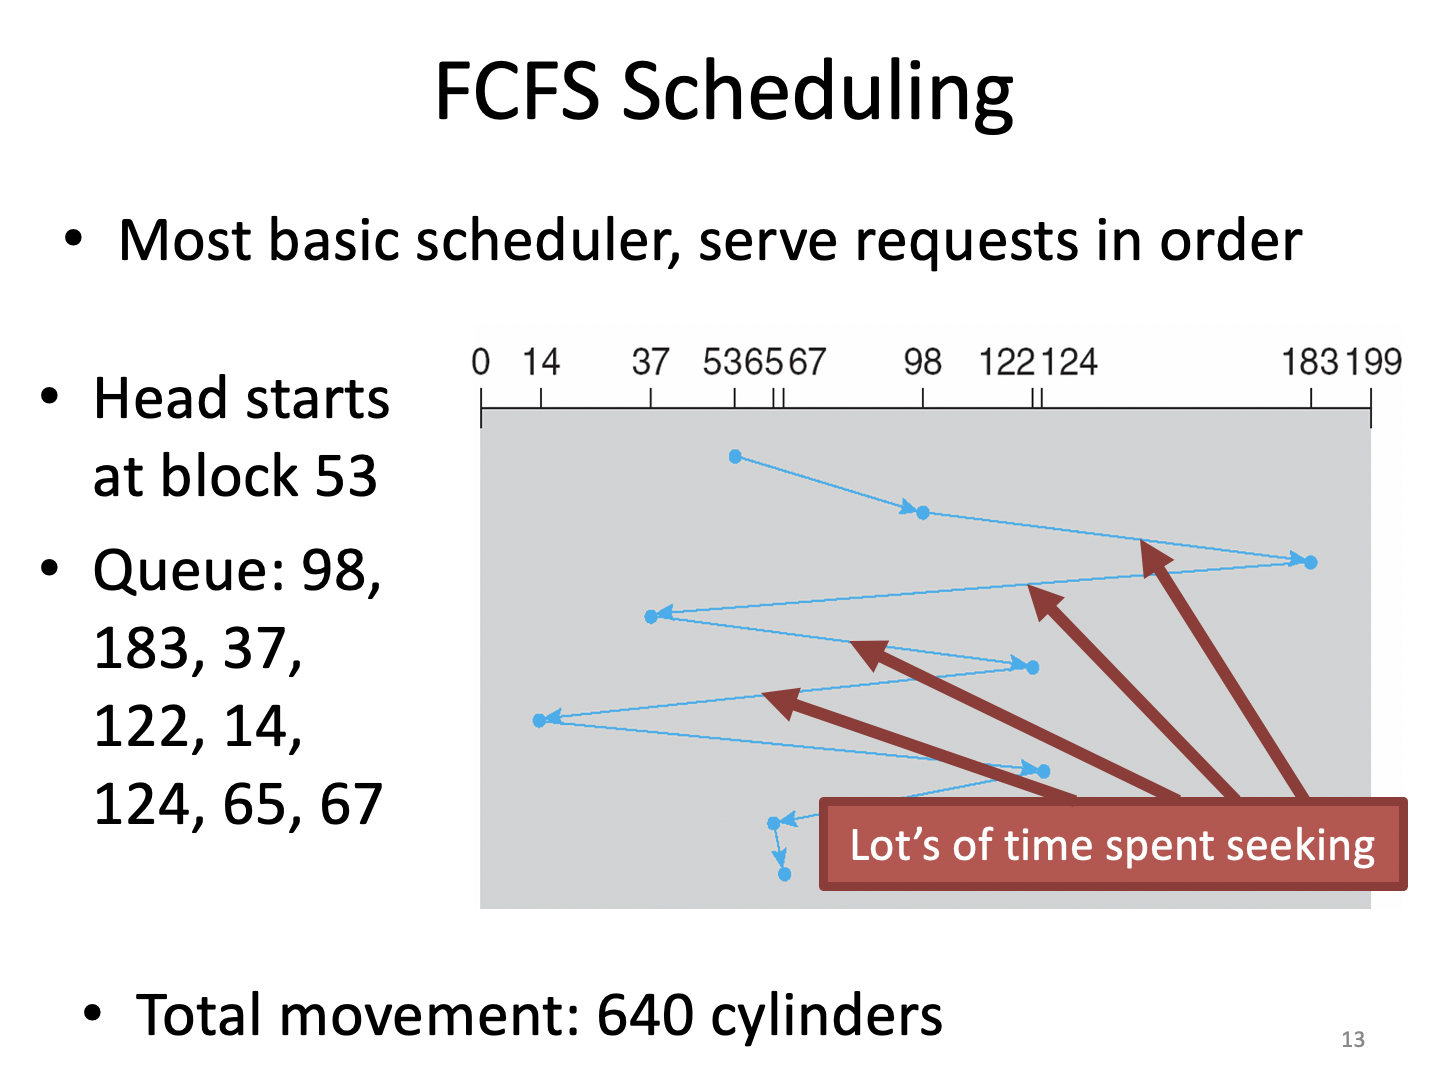 FCFS Scheduling
• Most basic scheduler, serve requests in order
• Head starts
at block 53
• Queue: 98,
183, 37,
122, 14,
124, 65, 67
0 14 37 53 65 67 98 122 124 183 199
Lot’s of time spent seeking
• Total movement: 640 cylinders
13